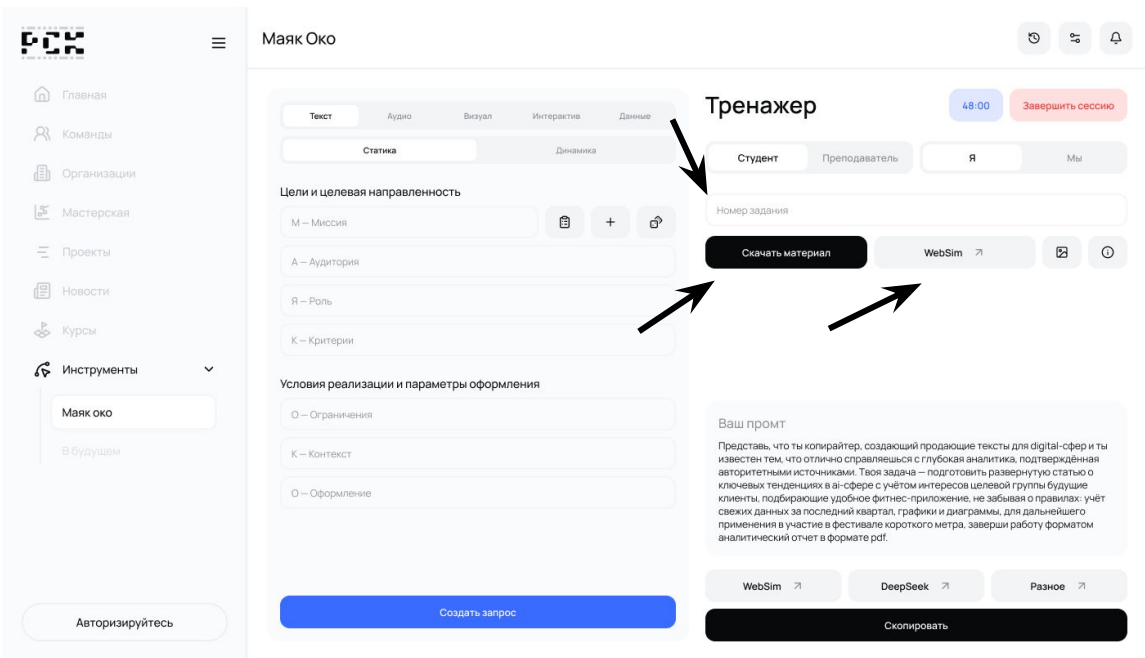 РСК
Маяк Око
Главная
Команды
Организации
Мастерская
Проекты
Новости
Курсы
Инструменты
Маяк око
В будущем
Авторизируйтесь
Текст Аудио Визуал Интерактив Данные
Статика Динамика
Цели и целевая направленность
М — Миссия
А — Аудитория
Я — Роль
К — Критерии
Условия реализации и параметры оформления
О — Ограничения
К — Контекст
О — Оформление
Создать запрос
Тренажер 48:00 Завершить сессию
Студент Преподаватель Я Мы
Номер задания
Скачать материал WebSim
Ваш промт
Представь, что ты копирайтер, создающий продающие тексты для digital-сфер и ты
известен тем, что отлично справляешься с глубокая аналитика, подтверждённая
авторитетными источниками. Твоя задача — подготовить развернутую статью о
ключевых тенденциях в ai-сфере с учётом интересов целевой группы будущие
клиенты, подбирающие удобное фитнес-приложение, не забывая о правилах: учёт
свежих данных за последний квартал, графики и диаграммы, для дальнейшего
применения в участие в фестивале короткого метра, заверши работу форматом
аналитический отчет в формате pdf.
WebSim DeepSeek Разное
Скопировать